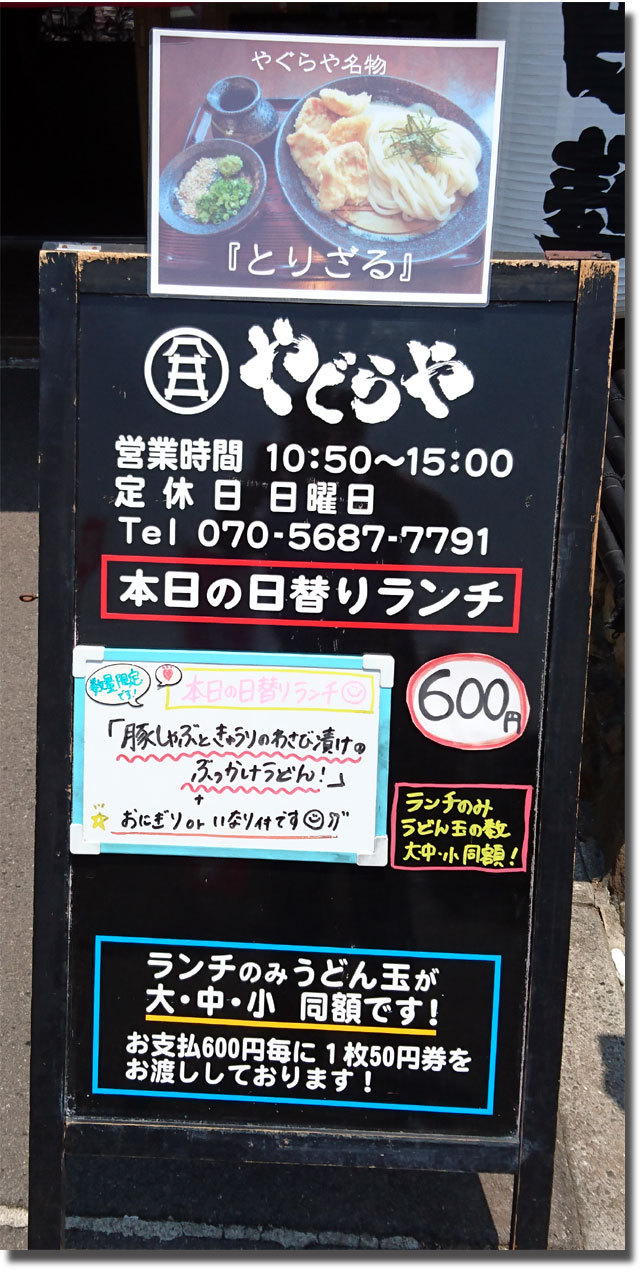 やぐらや名物
『とりざる』
やぐらや
営業時間 10:50～15:00
定休日 日曜日
Tel 070-5687-7791
本日の日替りランチ
数量限定
です!
本日の日替りランチ
「豚しゃぶときゅうりのわさび漬けの
ぶっかけうどん!」
+
おにぎりorいなり付です
600円
ランチのみ
うどん玉の数
大中・小同額!
ランチのみうどん玉が
大・中・小 同額です!
お支払600円毎に1枚50円券を
お渡ししております!